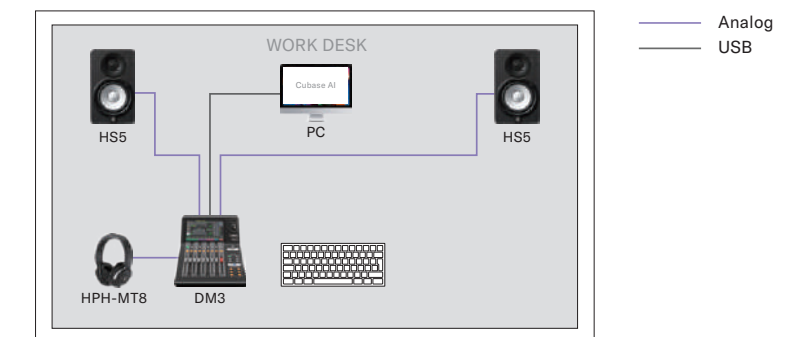 WORK DESK
Analog
USB
Cubase AI
HS5
PC
HS5
HPH-MT8
DM3